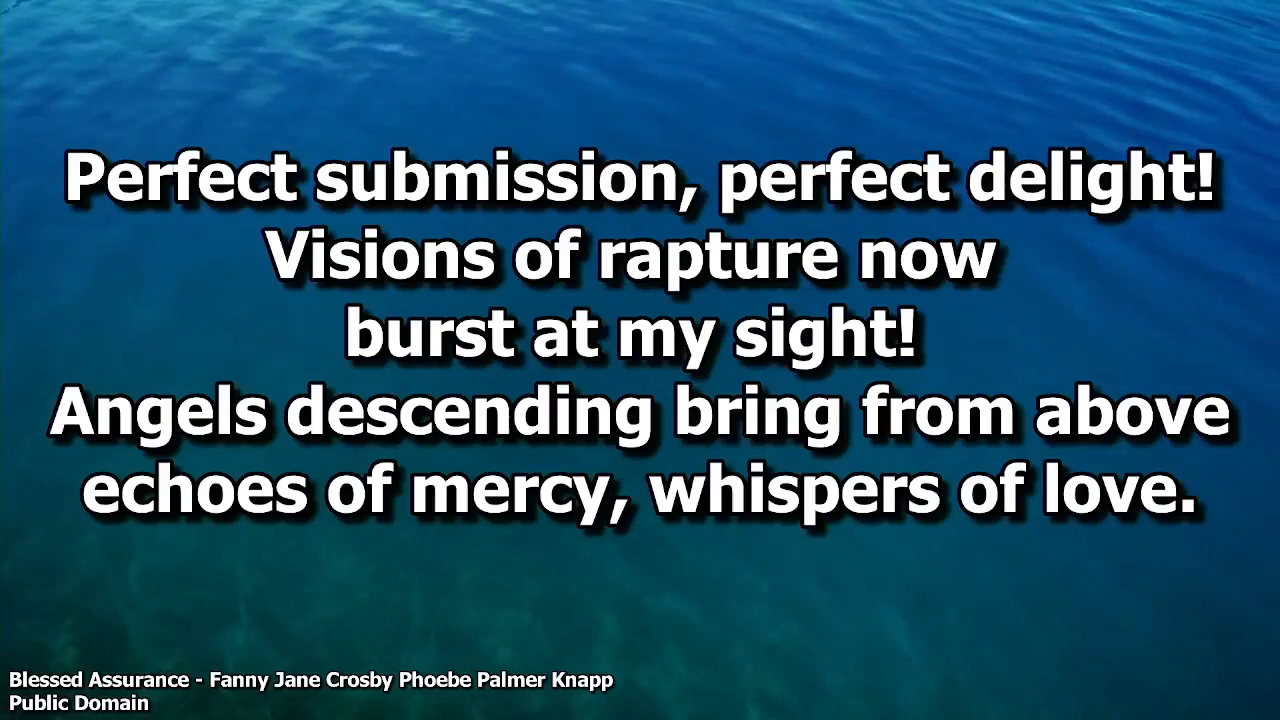 Perfect submission, perfect delight!
Visions of rapture now
burst at my sight!
Angels descending bring from above
echoes of mercy, whispers of love.
Blessed Assurance - Fanny Jane Crosby Phoebe Palmer Knapp
Public Domain